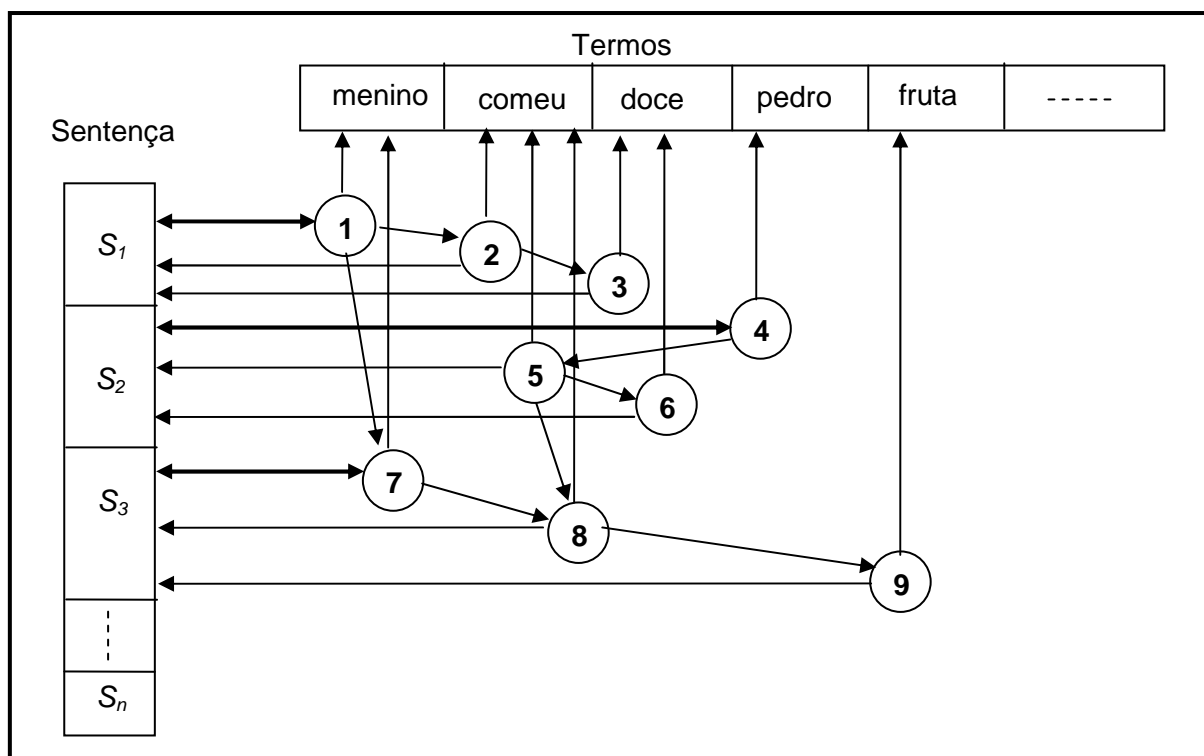 Termos
menino comeu doce pedro fruta -----
Sentença
S1
1
2
3
S2
4
5
6
S3
7
8
9
Sn